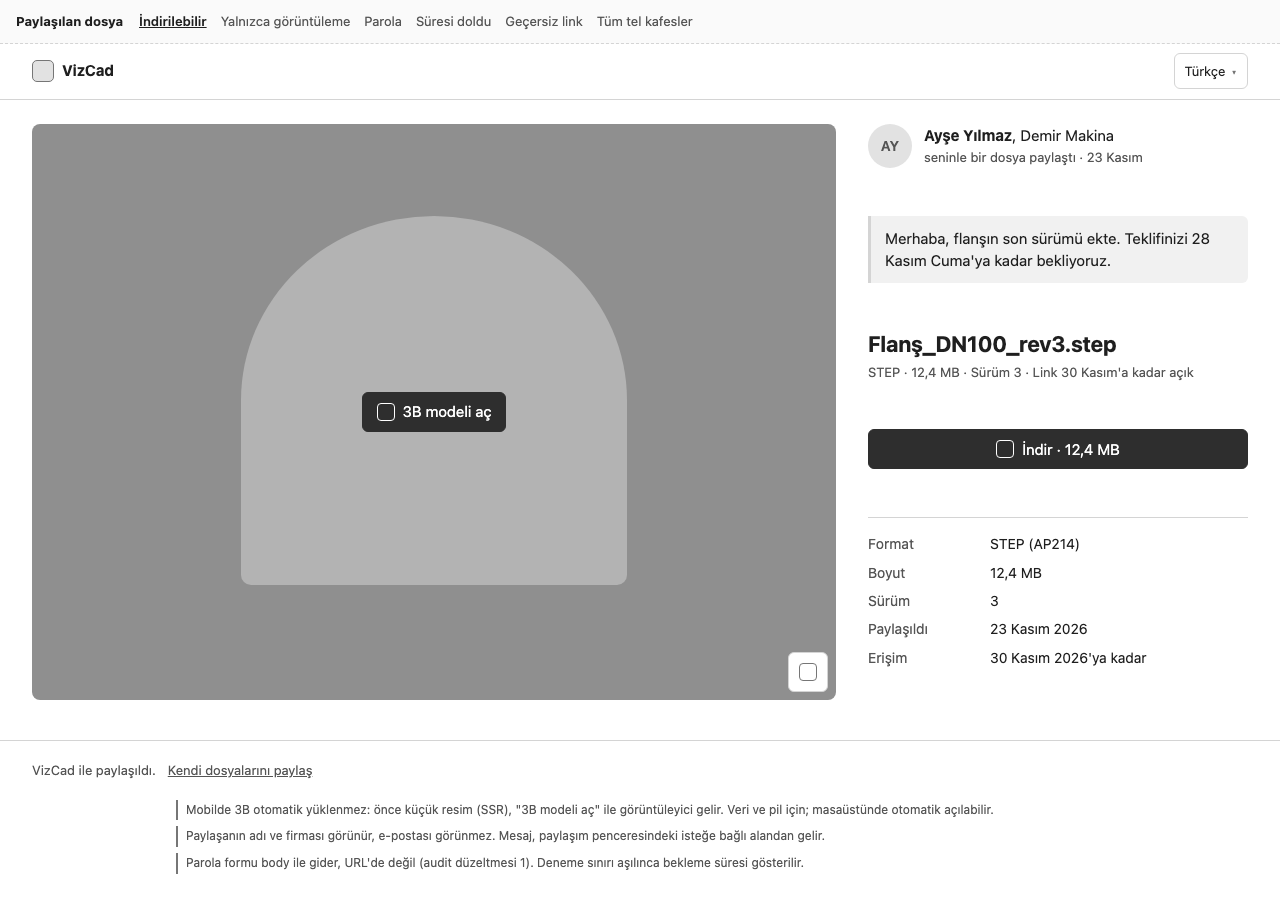 Paylaşılan dosya İndirilebilir Yalnızca görüntüleme Parola Süresi doldu Geçersiz link Tüm tel kafesler
VizCad
Türkçe
3B modeli aç
AY
Ayşe Yılmaz, Demir Makina
seninle bir dosya paylaştı · 23 Kasım
Merhaba, flanşın son sürümü ekte. Teklifinizi 28
Kasım Cuma'ya kadar bekliyoruz.
Flanş_DN100_rev3.step
STEP · 12,4 MB · Sürüm 3 · Link 30 Kasım'a kadar açık
İndir · 12,4 MB
Format STEP (AP214)
Boyut 12,4 MB
Sürüm 3
Paylaşıldı 23 Kasım 2026
Erişim 30 Kasım 2026'ya kadar
VizCad ile paylaşıldı. Kendi dosyalarını paylaş
Mobilde 3B otomatik yüklenmez: önce küçük resim (SSR), "3B modeli aç" ile görüntüleyici gelir. Veri ve pil için; masaüstünde otomatik açılabilir.
Paylaşanın adı ve firması görünür, e-postası görünmez. Mesaj, paylaşım penceresindeki isteğe bağlı alandan gelir.
Parola formu body ile gider, URL'de değil (audit düzeltmesi 1). Deneme sınırı aşılınca bekleme süresi gösterilir.